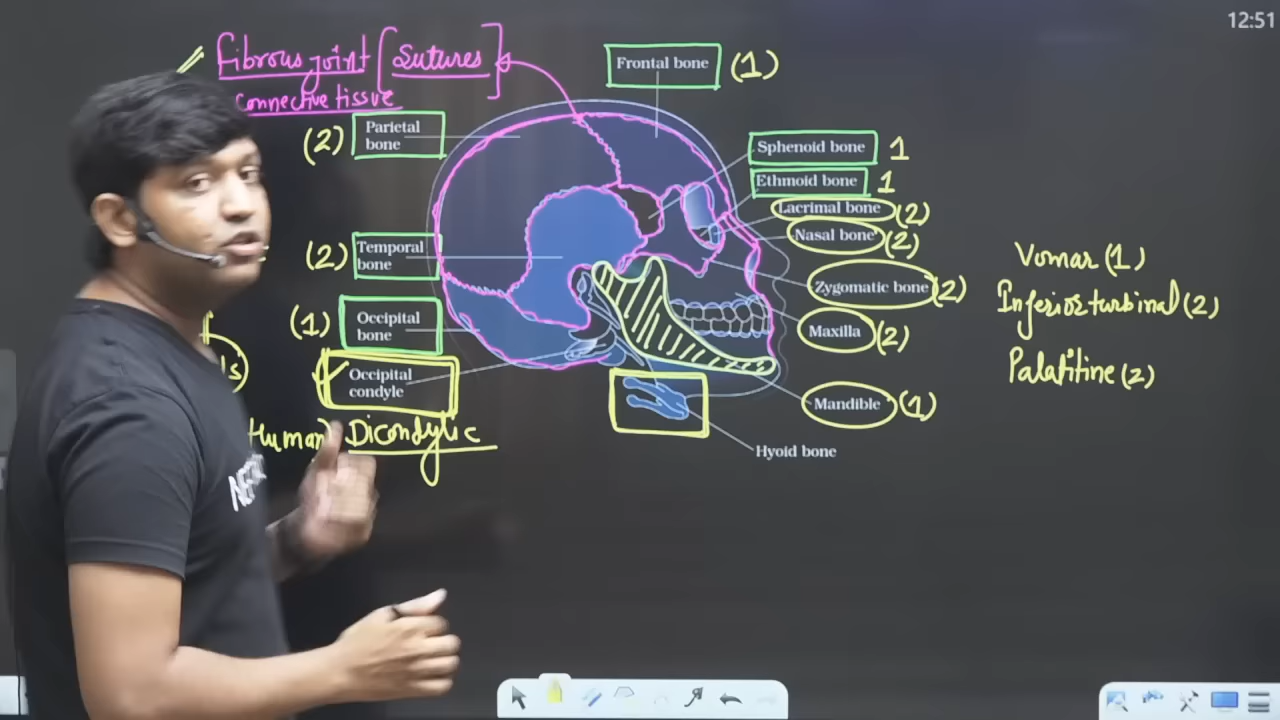 12:51
Fibrous joint [Sutures]
connective tissue
Frontal bone (1)
(2) Parietal
bone
Sphenoid bone 1
Ethmoid bone 1
Lacrimal bone (2)
Nasal bone (2)
(2) Temporal
bone
Zygomatic bone (2)
(1) Occipital
bone
Maxilla (2)
Occipital
condyle
Mandible (1)
Human) Dicondylic
Hyoid bone
Vomar (1)
Inferior turbinal (2)
Palatitine (2)